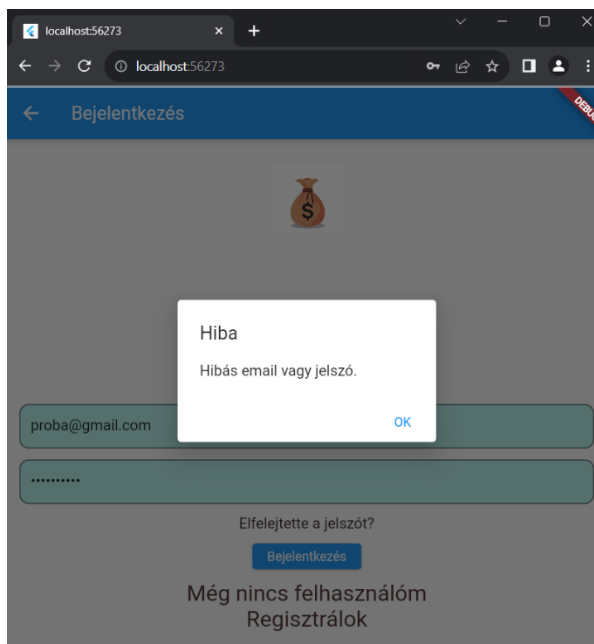 localhost:56273
localhost:56273
Bejelentkezés
$
Hiba
Hibás email vagy jelszó.
OK
proba@gmail.com
••••••••••
Elfelejtette a jelszót?
Bejelentkezés
Még nincs felhasználóm
Regisztrálok